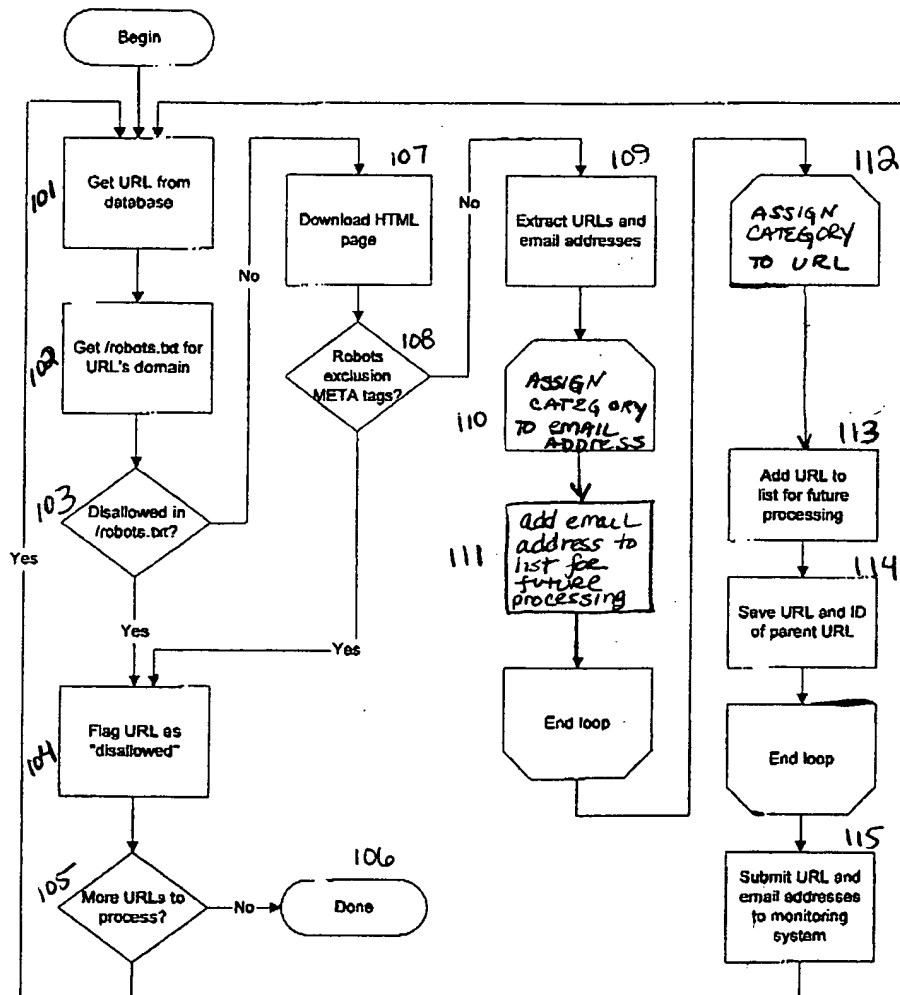 Begin
101
Get URL from
database
102
Get /robots.txt for
URL's domain
103
Disallowed in
/robots.txt?
No
Yes
Yes
104
Flag URL as
"disallowed"
105
More URLs to
process?
No
106
Done
107
Download HTML
page
108
Robots
exclusion
META tags?
No
Yes
109
Extract URLs and
email addresses
110
ASSIGN
CATEGORY
TO EMAIL
ADDRESS
111
add email
address to
list for
future
processing
End loop
112
ASSIGN
CATEGORY
TO URL
113
Add URL to
list for future
processing
114
Save URL and ID
of parent URL
End loop
115
Submit URL and
email addresses
to monitoring
system